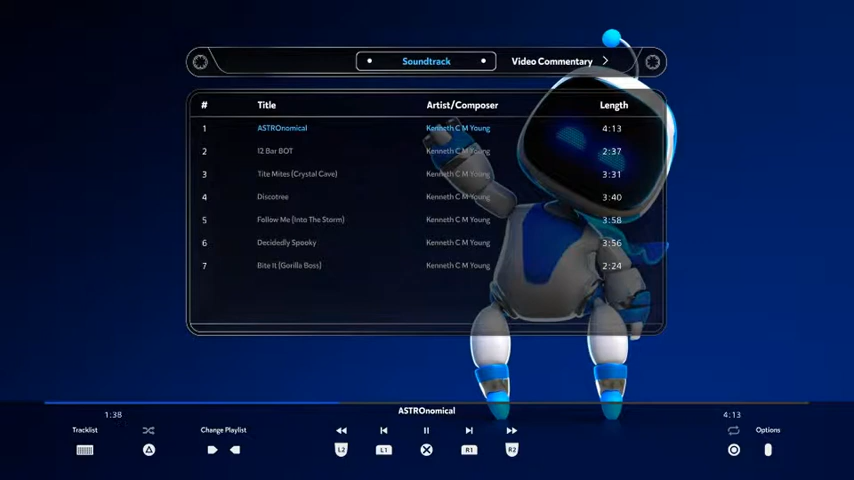 Soundtrack Video Commentary
# Title Artist/Composer Length
1 ASTROnomical Kenneth C M Young 4:13
2 12 Bar BOT Kenneth C M Young 2:37
3 Tite Mites (Crystal Cave) Kenneth C M Young 3:31
4 Discotree Kenneth C M Young 3:40
5 Follow Me (Into The Storm) Kenneth C M Young 3:58
6 Decidedly Spooky Kenneth C M Young 3:56
7 Bite It (Gorilla Boss) Kenneth C M Young 2:24
1:38 ASTROnomical 4:13
Tracklist Change Playlist Options
L2 L1 R1 R2